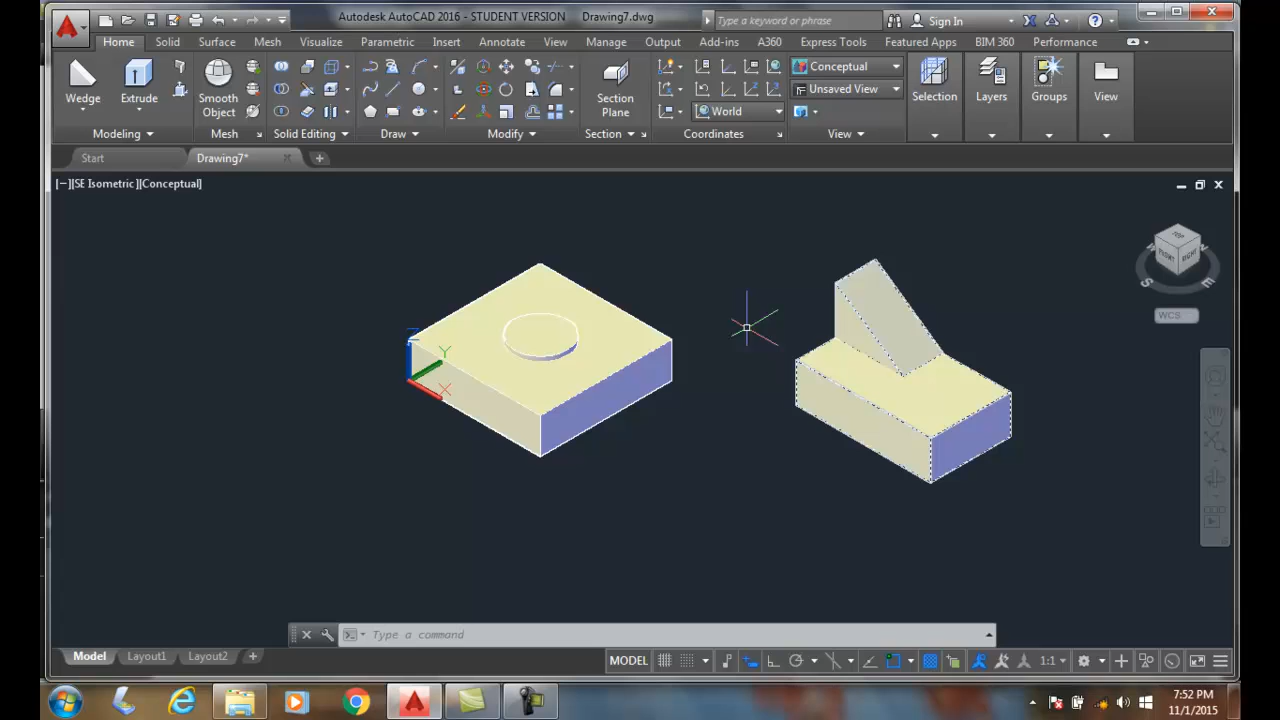 Autodesk AutoCAD 2016 - STUDENT VERSION Drawing7.dwg Type a keyword or phrase Sign In
Home Solid Surface Mesh Visualize Parametric Insert Annotate View Manage Output Add-ins A360 Express Tools Featured Apps BIM 360 Performance
Wedge Extrude Smooth Object Section Plane Conceptual Unsaved View World Selection Layers Groups View
Modeling Mesh Solid Editing Draw Modify Section Coordinates View
Start Drawing7*
[−][SE Isometric][Conceptual]
TOP
FRONT RIGHT
S E
WCS
Z
Y
X
Type a command
Model Layout1 Layout2 MODEL 1:1
7:52 PM
11/1/2015